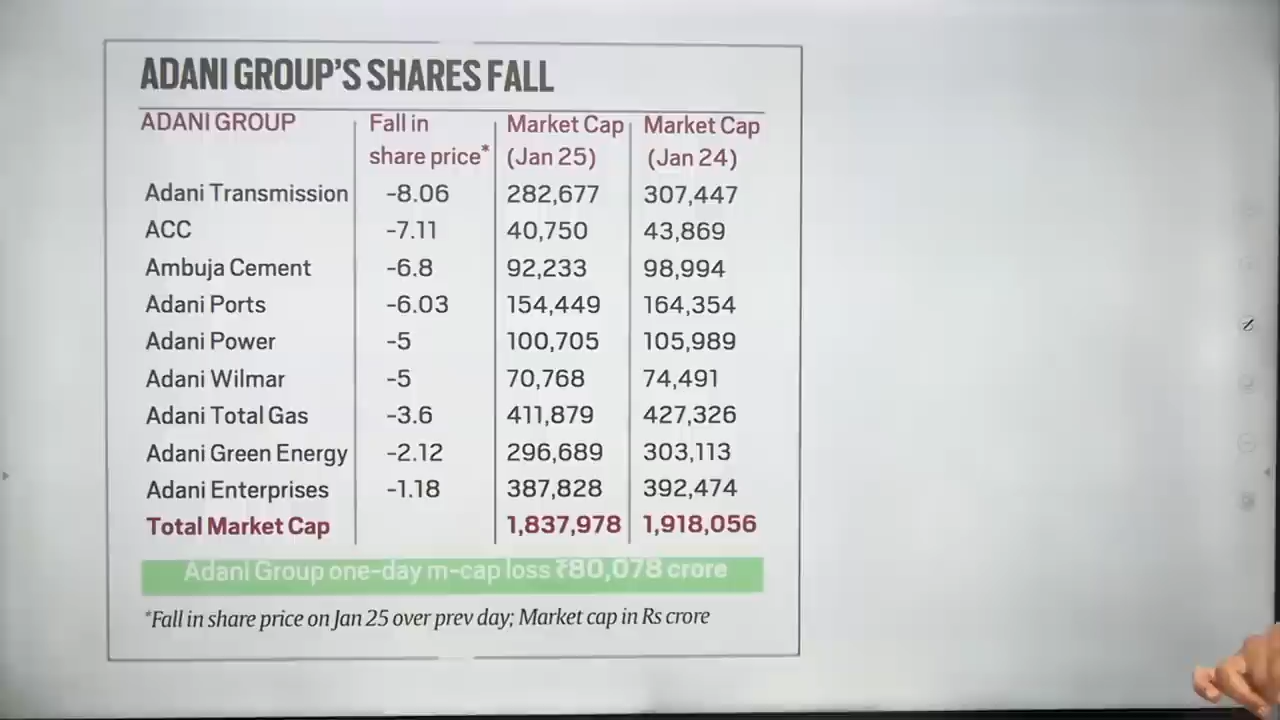 ADANI GROUP'S SHARES FALL
ADANI GROUP Fall in share price* Market Cap (Jan 25) Market Cap (Jan 24)
Adani Transmission -8.06 282,677 307,447
ACC -7.11 40,750 43,869
Ambuja Cement -6.8 92,233 98,994
Adani Ports -6.03 154,449 164,354
Adani Power -5 100,705 105,989
Adani Wilmar -5 70,768 74,491
Adani Total Gas -3.6 411,879 427,326
Adani Green Energy -2.12 296,689 303,113
Adani Enterprises -1.18 387,828 392,474
Total Market Cap 1,837,978 1,918,056
Adani Group one-day m-cap loss ₹80,078 crore
*Fall in share price on Jan 25 over prev day; Market cap in Rs crore